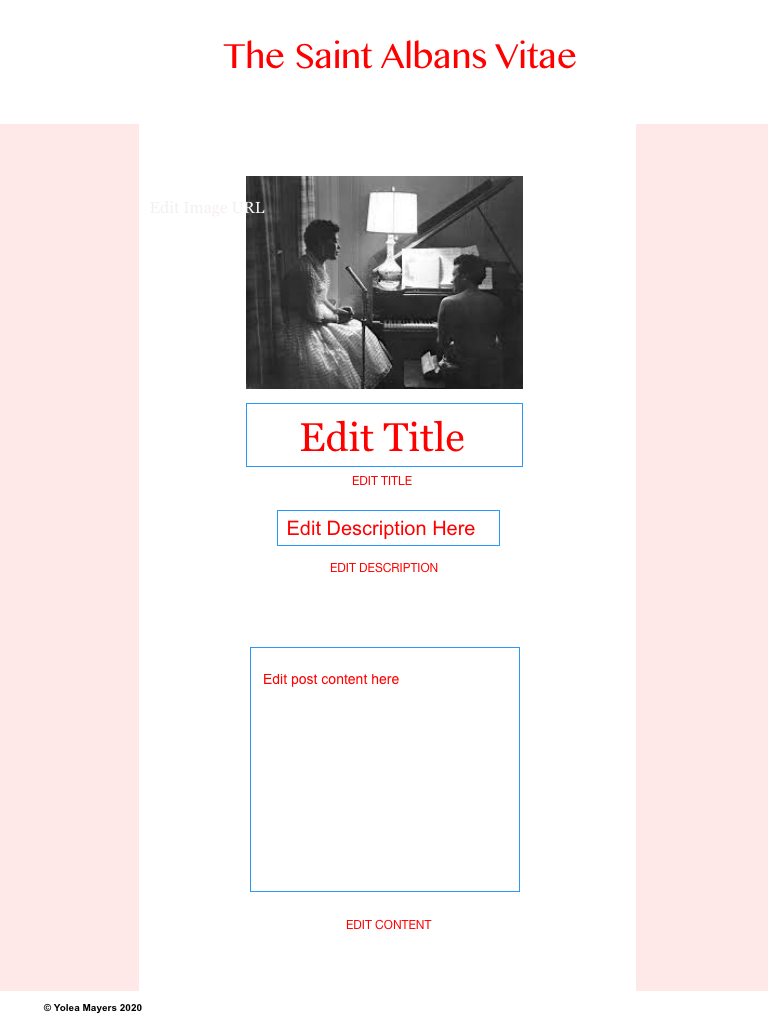 The Saint Albans Vitae
Edit Image URL
Edit Title
EDIT TITLE
Edit Description Here
EDIT DESCRIPTION
Edit post content here
EDIT CONTENT
© Yolea Mayers 2020